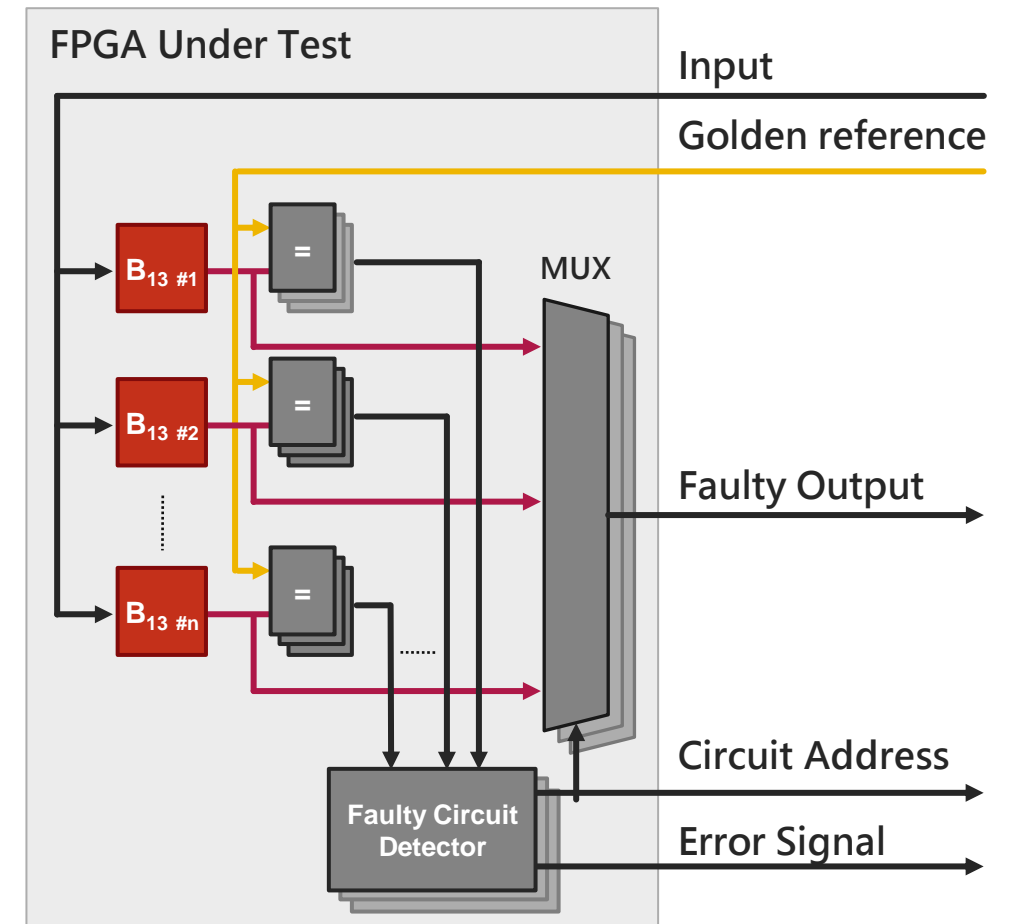 FPGA Under Test
Input
Golden reference
=
B13 #1
MUX
=
B13 #2
Faulty Output
=
B13 #n
Circuit Address
Faulty Circuit
Detector
Error Signal